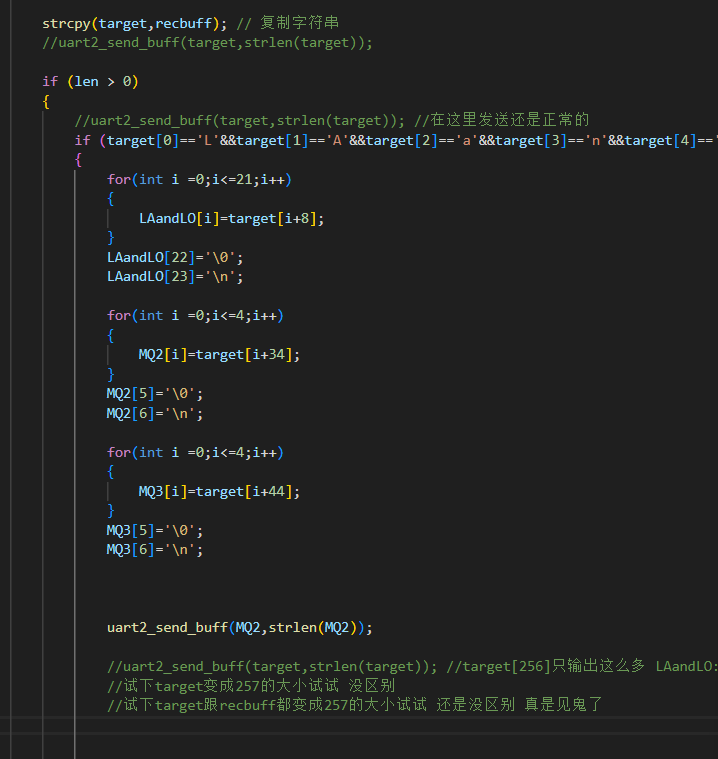 strcpy(target,recbuff); // 复制字符串
//uart2_send_buff(target,strlen(target));
if (len > 0)
{
//uart2_send_buff(target,strlen(target)); //在这里发送还是正常的
if (target[0]=='L'&&target[1]=='A'&&target[2]=='a'&&target[3]=='n'&&target[4]=='
{
for(int i =0;i<=21;i++)
{
LAandLO[i]=target[i+8];
}
LAandLO[22]='\0';
LAandLO[23]='\n';
for(int i =0;i<=4;i++)
{
MQ2[i]=target[i+34];
}
MQ2[5]='\0';
MQ2[6]='\n';
for(int i =0;i<=4;i++)
{
MQ3[i]=target[i+44];
}
MQ3[5]='\0';
MQ3[6]='\n';
uart2_send_buff(MQ2,strlen(MQ2));
//uart2_send_buff(target,strlen(target)); //target[256]只输出这么多 LAandLO:
//试下target变成257的大小试试 没区别
//试下target跟recbuff都变成257的大小试试 还是没区别 真是见鬼了